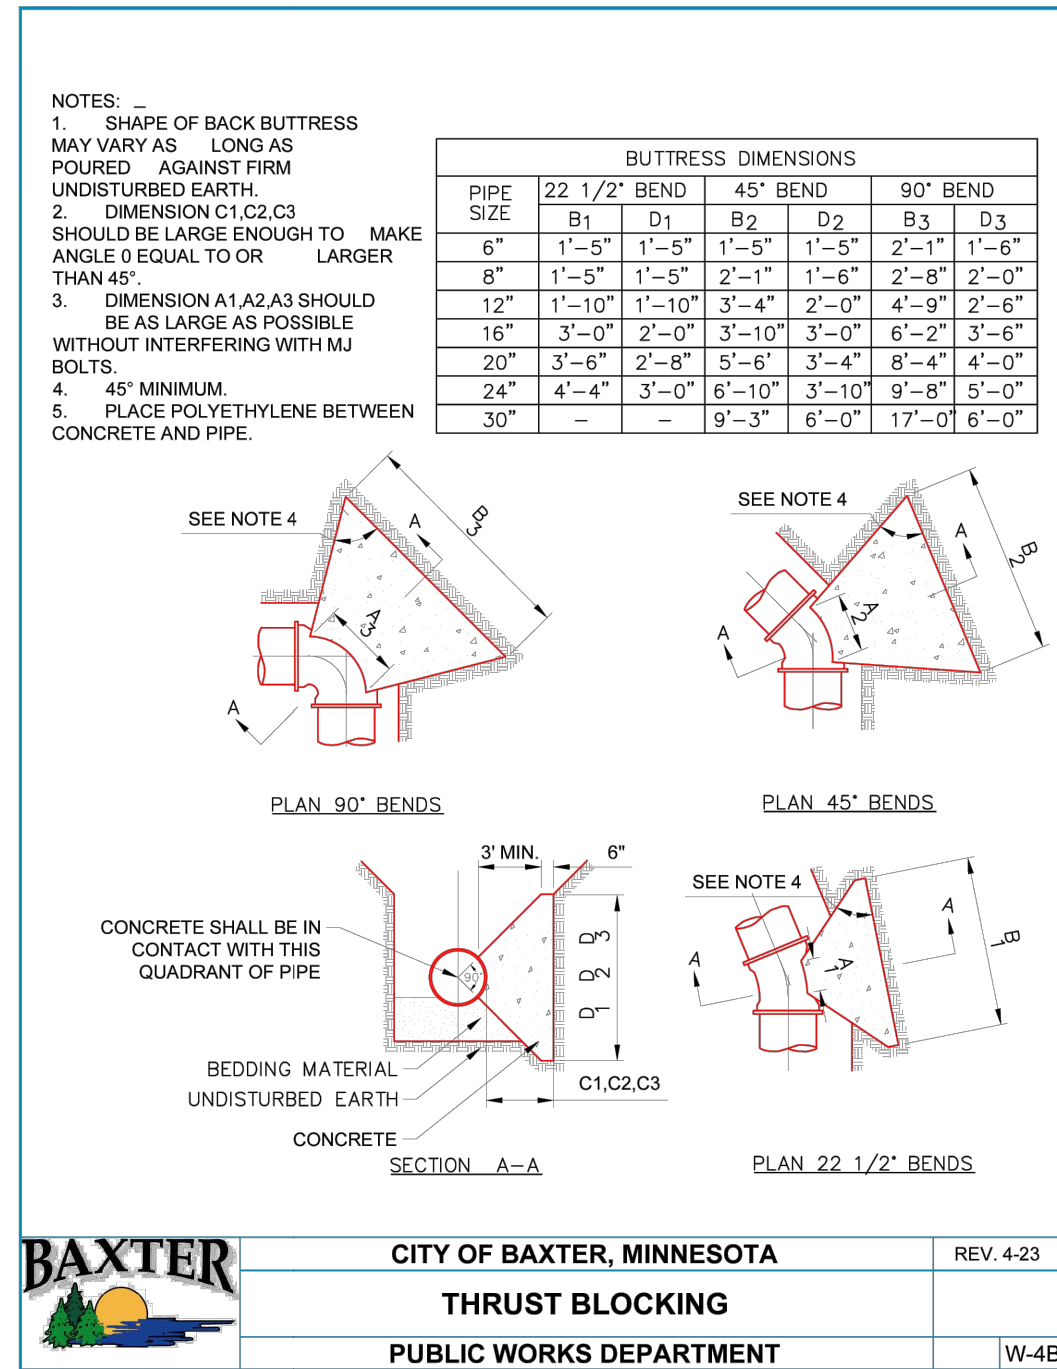 NOTES: _
1. SHAPE OF BACK BUTTRESS
MAY VARY AS LONG AS
POURED AGAINST FIRM
UNDISTURBED EARTH.
2. DIMENSION C1,C2,C3
SHOULD BE LARGE ENOUGH TO MAKE
ANGLE 0 EQUAL TO OR LARGER
THAN 45°.
3. DIMENSION A1,A2,A3 SHOULD
BE AS LARGE AS POSSIBLE
WITHOUT INTERFERING WITH MJ
BOLTS.
4. 45° MINIMUM.
5. PLACE POLYETHYLENE BETWEEN
CONCRETE AND PIPE.
BUTTRESS DIMENSIONS
PIPE SIZE 22 1/2° BEND 45° BEND 90° BEND
B1 D1 B2 D2 B3 D3
6" 1'-5" 1'-5" 1'-5" 1'-5" 2'-1" 1'-6"
8" 1'-5" 1'-5" 2'-1" 1'-6" 2'-8" 2'-0"
12" 1'-10" 1'-10" 3'-4" 2'-0" 4'-9" 2'-6"
16" 3'-0" 2'-0" 3'-10" 3'-0" 6'-2" 3'-6"
20" 3'-6" 2'-8" 5'-6' 3'-4" 8'-4" 4'-0"
24" 4'-4" 3'-0" 6'-10" 3'-10" 9'-8" 5'-0"
30" – – 9'-3" 6'-0" 17'-0" 6'-0"
SEE NOTE 4
A
B3
A3
A
PLAN 90° BENDS
SEE NOTE 4
A
B2
A2
A
PLAN 45° BENDS
3' MIN.
6"
CONCRETE SHALL BE IN
CONTACT WITH THIS
QUADRANT OF PIPE
90°
D1 D2 D3
BEDDING MATERIAL
UNDISTURBED EARTH
C1,C2,C3
CONCRETE
SECTION A-A
SEE NOTE 4
A
B1
A1
A
PLAN 22 1/2° BENDS
BAXTER
CITY OF BAXTER, MINNESOTA
REV. 4-23
THRUST BLOCKING
PUBLIC WORKS DEPARTMENT
W-4B